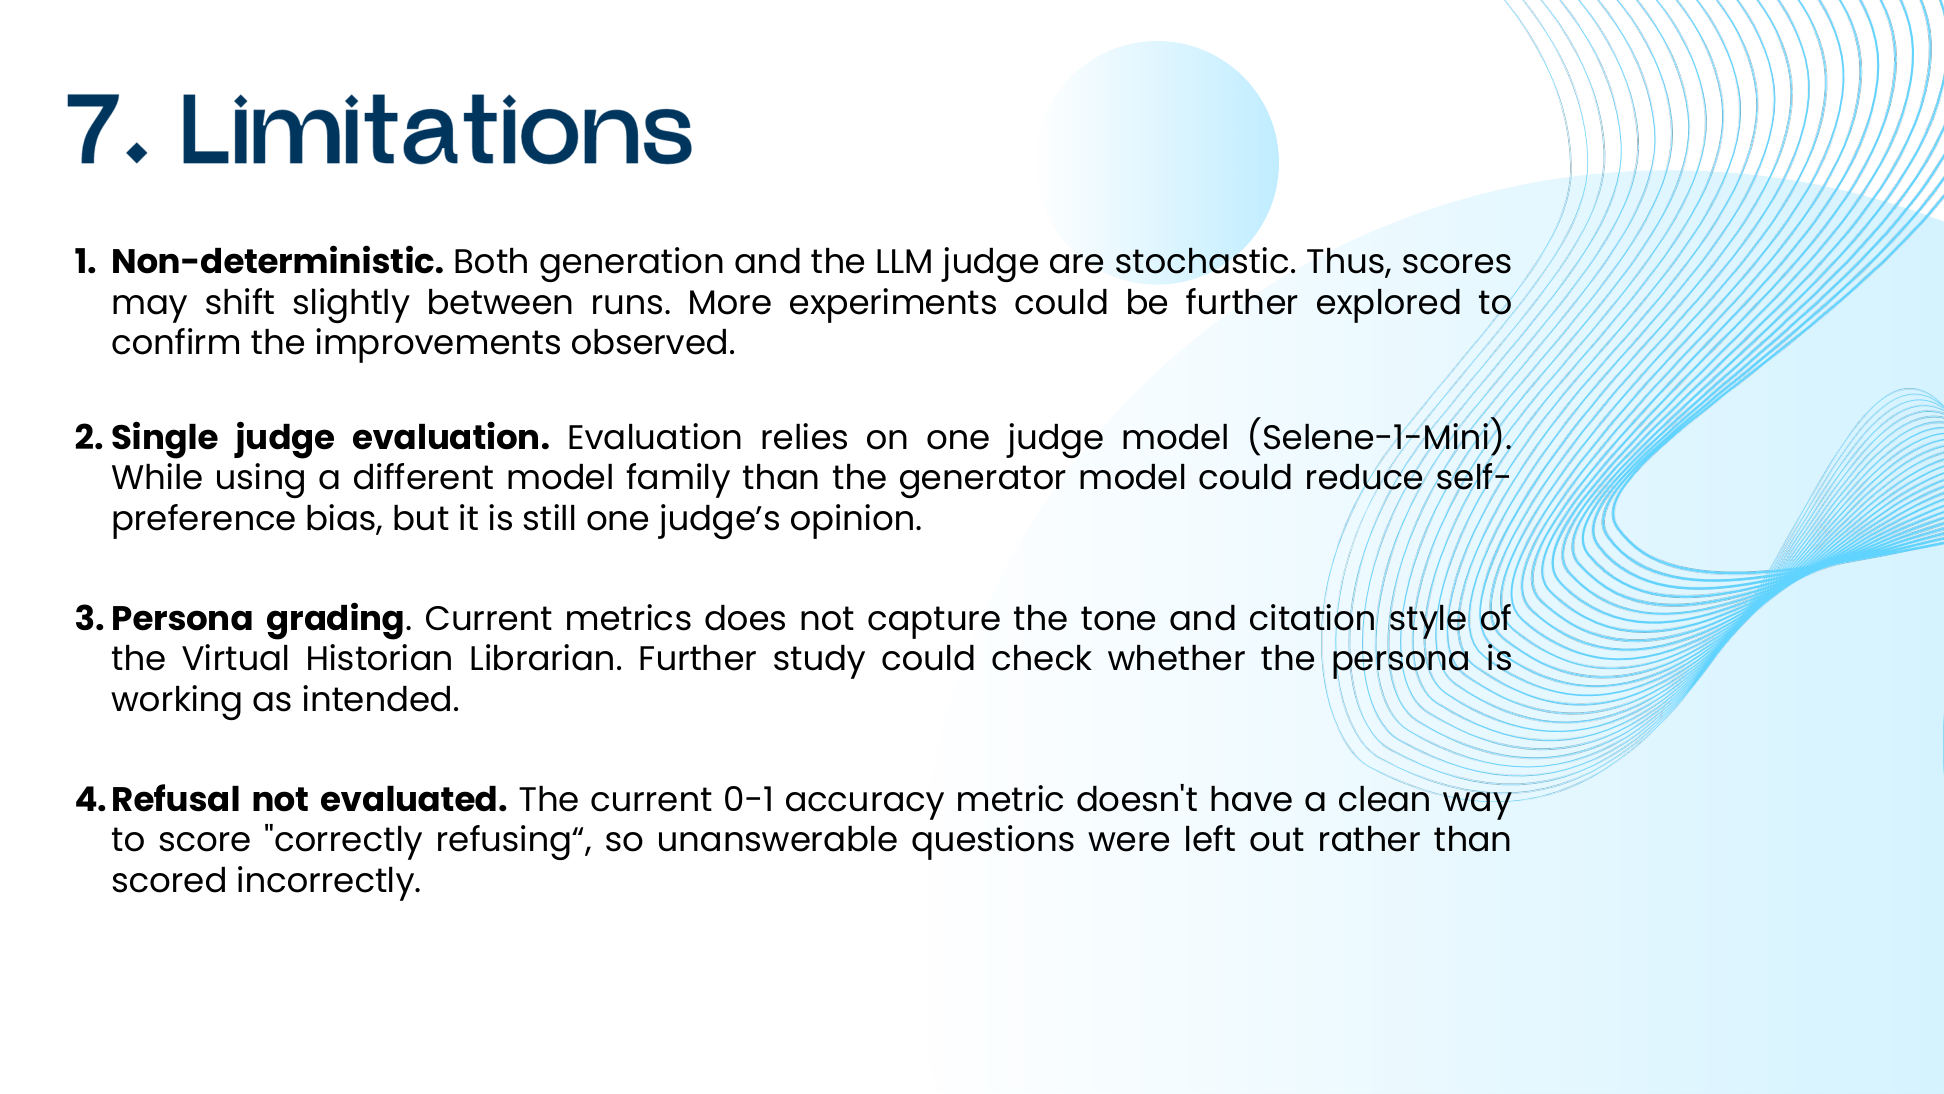 7. Limitations
1. Non-deterministic. Both generation and the LLM judge are stochastic. Thus, scores
may shift slightly between runs. More experiments could be further explored to
confirm the improvements observed.
2. Single judge evaluation. Evaluation relies on one judge model (Selene-1-Mini).
While using a different model family than the generator model could reduce self-
preference bias, but it is still one judge’s opinion.
3. Persona grading. Current metrics does not capture the tone and citation style of
the Virtual Historian Librarian. Further study could check whether the persona is
working as intended.
4. Refusal not evaluated. The current 0-1 accuracy metric doesn't have a clean way
to score "correctly refusing“, so unanswerable questions were left out rather than
scored incorrectly.